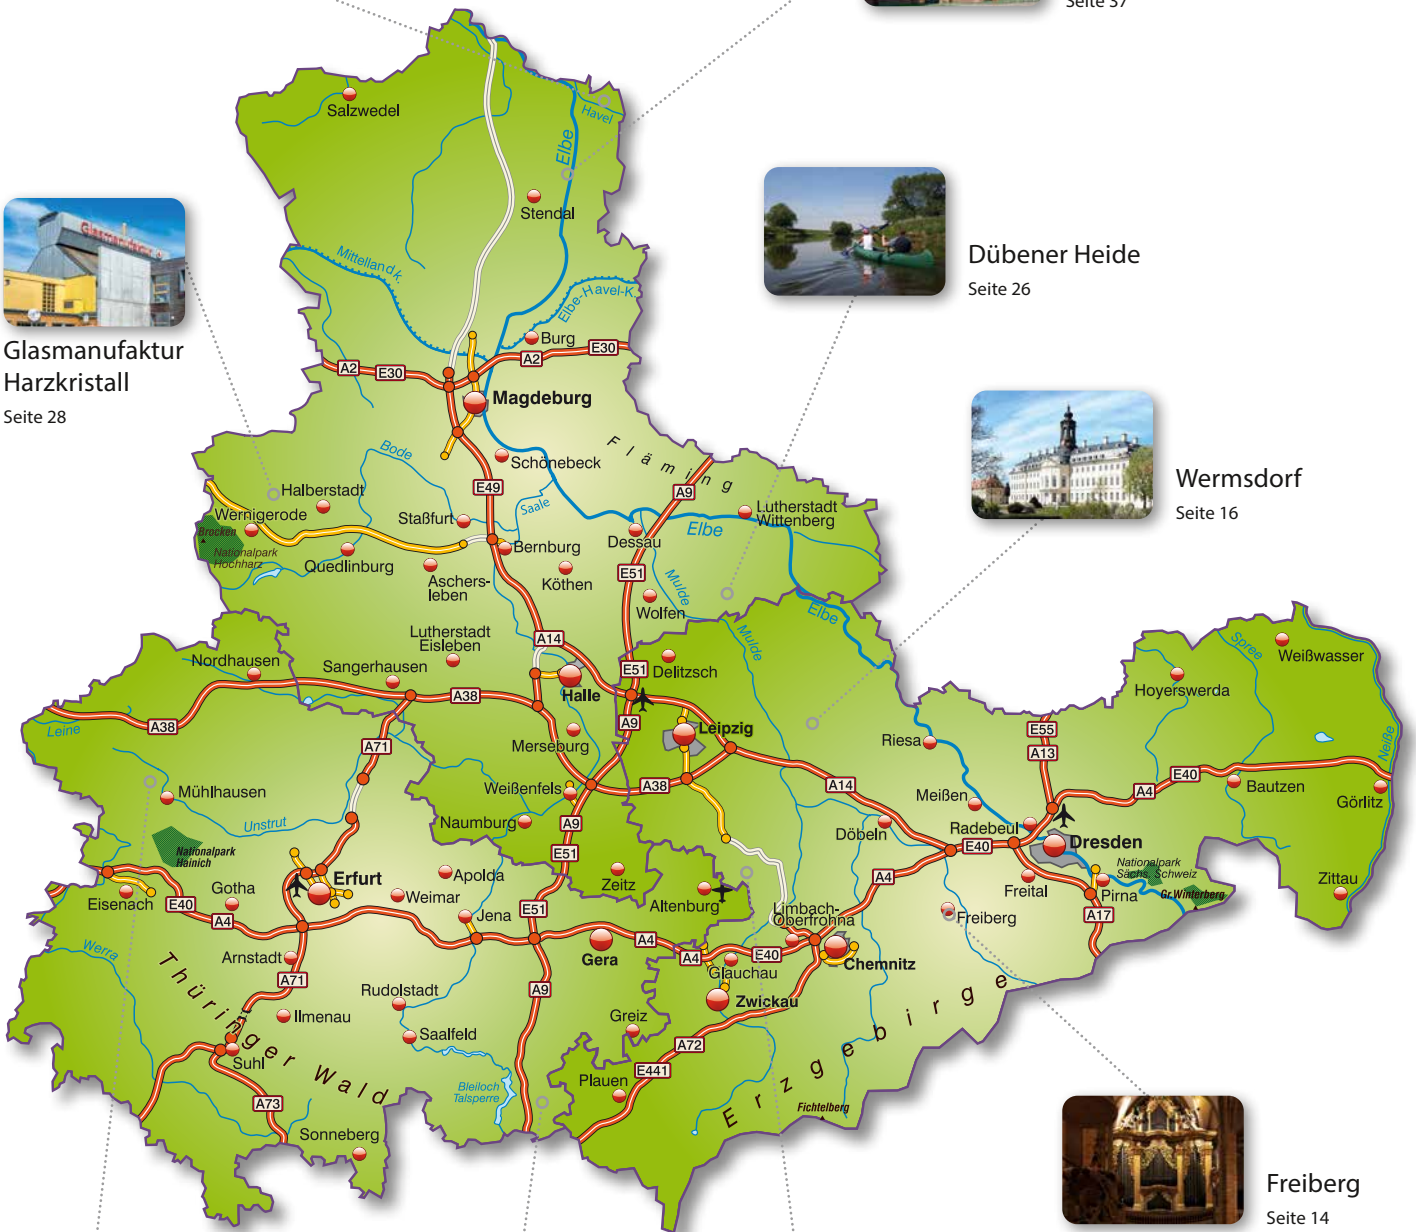 Seite 37
Salzwedel
Havel
Elbe
Stendal
Mittellandk.
Elbe-Havel-K.
Dübener Heide
Seite 26
Glasmanufaktur
Harzkristall
Seite 28
Burg
A2
E30
A2
E30
Magdeburg
Fläming
Bode
Schönebeck
E49
A9
Saale
Halberstadt
Wernigerode
Staßfurt
Lutherstadt
Wittenberg
Elbe
Dessau
Brocken
Nationalpark
Hochharz
Quedlinburg
Bernburg
Aschers-
leben
Köthen
E51
Mulde
Wolfen
Wermsdorf
Seite 16
Elbe
Mulde
Lutherstadt
Eisleben
A14
Nordhausen
Sangerhausen
E51
Delitzsch
Halle
A38
A38
Leine
A71
A9
Leipzig
Merseburg
Spree
Weißwasser
Hoyerswerda
Riesa
E55
A13
Neiße
Mühlhausen
Unstrut
Weißenfels
A38
A14
Naumburg
A9
E51
Meißen
E40
A4
Bautzen
Görlitz
Döbeln
Radebeul
E40
Dresden
Nationalpark
Hainich
Erfurt
Apolda
Zeitz
Altenburg
A4
Freital
Nationalpark
Sächs. Schweiz
Pirna
Gr.Winterberg
Zittau
Eisenach
E40
Gotha
A4
Weimar
Jena
E51
Limbach-
Oberfrohna
Freiberg
A17
Werra
Arnstadt
A71
Gera
A4
A4
E40
Glauchau
Chemnitz
Thüringer Wald
Rudolstadt
A9
Zwickau
Ilmenau
Saalfeld
Greiz
A72
Erzgebirge
Suhl
E441
Plauen
Bleiloch
Talsperre
A73
Fichtelberg
Sonneberg
Freiberg
Seite 14